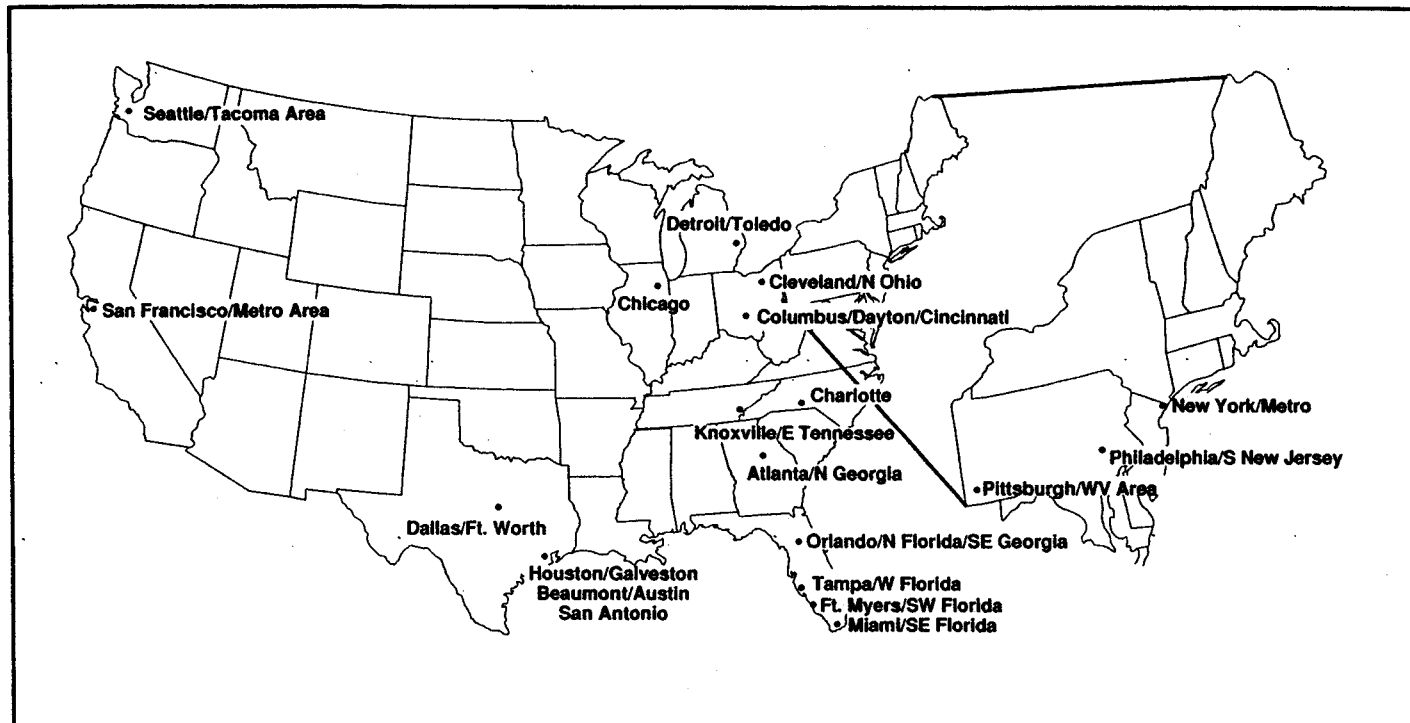 Seattle/Tacoma Area
Detroit/Toledo
Cleveland/N Ohio
Chicago
San Francisco/Metro Area
Columbus/Dayton/Cincinnati
Charlotte
New York/Metro
Knoxville/E Tennessee
Philadelphia/S New Jersey
Atlanta/N Georgia
Pittsburgh/WV Area
Dallas/Ft. Worth
Orlando/N Florida/SE Georgia
Houston/Galveston
Beaumont/Austin
San Antonio
Tampa/W Florida
Ft. Myers/SW Florida
Miami/SE Florida